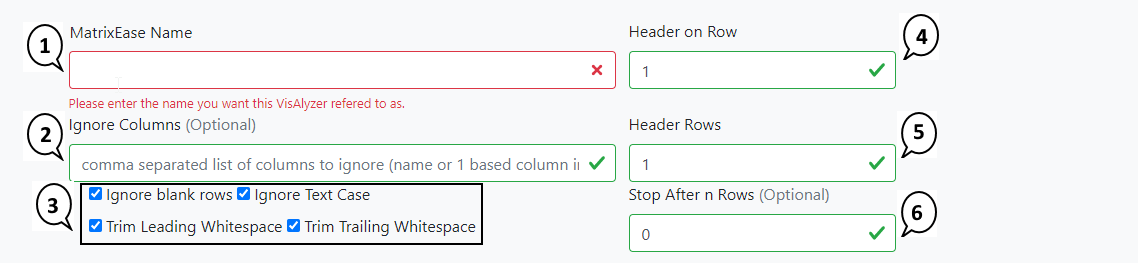 1
MatrixEase Name
Please enter the name you want this VisAlyzer refered to as.
2
Ignore Columns (Optional)
comma separated list of columns to ignore (name or 1 based column in
3
Ignore blank rows Ignore Text Case
Trim Leading Whitespace Trim Trailing Whitespace
Header on Row
1
4
Header Rows
1
5
Stop After n Rows (Optional)
0
6